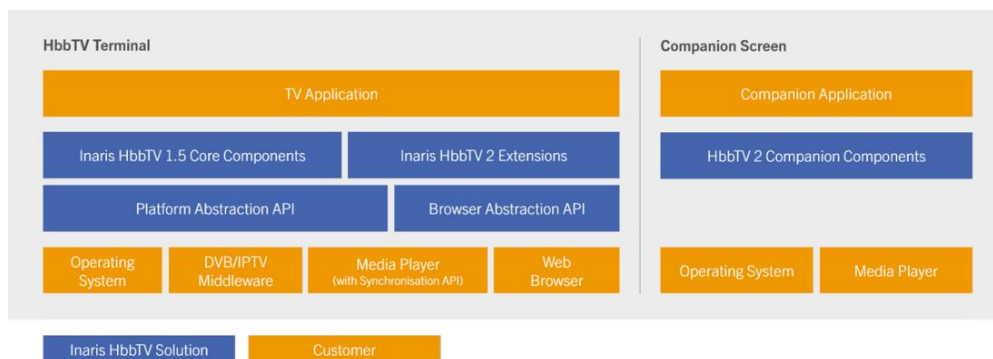 HbbTV Terminal
Companion Screen
TV Application
Companion Application
Inaris HbbTV 1.5 Core Components
Inaris HbbTV 2 Extensions
HbbTV 2 Companion Components
Platform Abstraction API
Browser Abstraction API
Operating
System
DVB/IPTV
Middleware
Media Player
(with Synchronisation API)
Web
Browser
Operating System
Media Player
Inaris HbbTV Solution
Customer